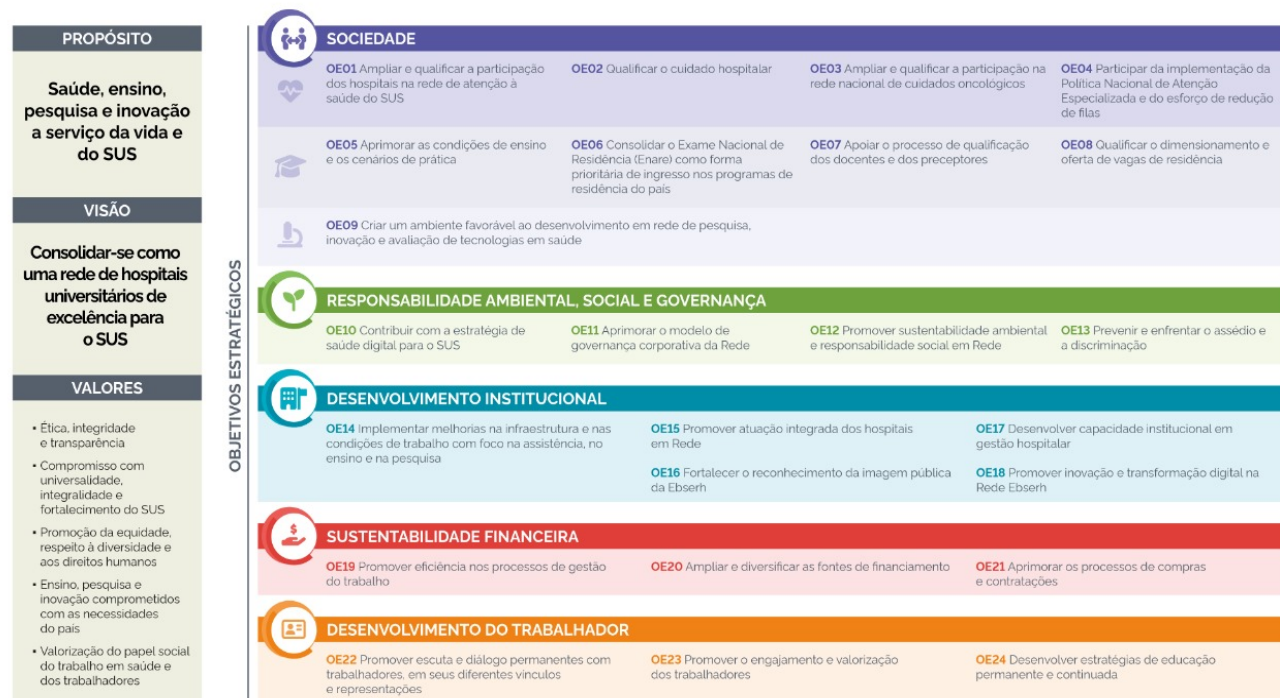 PROPÓSITO
Saúde, ensino,
pesquisa e inovação
a serviço da vida e
do SUS
VISÃO
Consolidar-se como
uma rede de hospitais
universitários de
excelência para
o SUS
VALORES
• Ética, integridade
e transparência
• Compromisso com
universalidade,
integralidade e
fortalecimento do SUS
• Promoção da equidade,
respeito à diversidade e
aos direitos humanos
• Ensino, pesquisa e
inovação comprometidos
com as necessidades
do país
• Valorização do papel social
do trabalho em saúde e
dos trabalhadores
OBJETIVOS ESTRATÉGICOS
SOCIEDADE
OE01 Ampliar e qualificar a participação
dos hospitais na rede de atenção à
saúde do SUS
OE02 Qualificar o cuidado hospitalar
OE03 Ampliar e qualificar a participação na
rede nacional de cuidados oncológicos
OE04 Participar da implementação da
Política Nacional de Atenção
Especializada e do esforço de redução
de filas
OE05 Aprimorar as condições de ensino
e os cenários de prática
OE06 Consolidar o Exame Nacional de
Residência (Enare) como forma
prioritária de ingresso nos programas de
residência do país
OE07 Apoiar o processo de qualificação
dos docentes e dos preceptores
OE08 Qualificar o dimensionamento e
oferta de vagas de residência
OE09 Criar um ambiente favorável ao desenvolvimento em rede de pesquisa,
inovação e avaliação de tecnologias em saúde
RESPONSABILIDADE AMBIENTAL, SOCIAL E GOVERNANÇA
OE10 Contribuir com a estratégia de
saúde digital para o SUS
OE11 Aprimorar o modelo de
governança corporativa da Rede
OE12 Promover sustentabilidade ambiental
e responsabilidade social em Rede
OE13 Prevenir e enfrentar o assédio e
a discriminação
DESENVOLVIMENTO INSTITUCIONAL
OE14 Implementar melhorias na infraestrutura e nas
condições de trabalho com foco na assistência, no
ensino e na pesquisa
OE15 Promover atuação integrada dos hospitais
em Rede
OE16 Fortalecer o reconhecimento da imagem pública
da Ebserh
OE17 Desenvolver capacidade institucional em
gestão hospitalar
OE18 Promover inovação e transformação digital na
Rede Ebserh
$
SUSTENTABILIDADE FINANCEIRA
OE19 Promover eficiência nos processos de gestão
do trabalho
OE20 Ampliar e diversificar as fontes de financiamento
OE21 Aprimorar os processos de compras
e contratações
DESENVOLVIMENTO DO TRABALHADOR
OE22 Promover escuta e diálogo permanentes com
trabalhadores, em seus diferentes vínculos
e representações
OE23 Promover o engajamento e valorização
dos trabalhadores
OE24 Desenvolver estratégias de educação
permanente e continuada